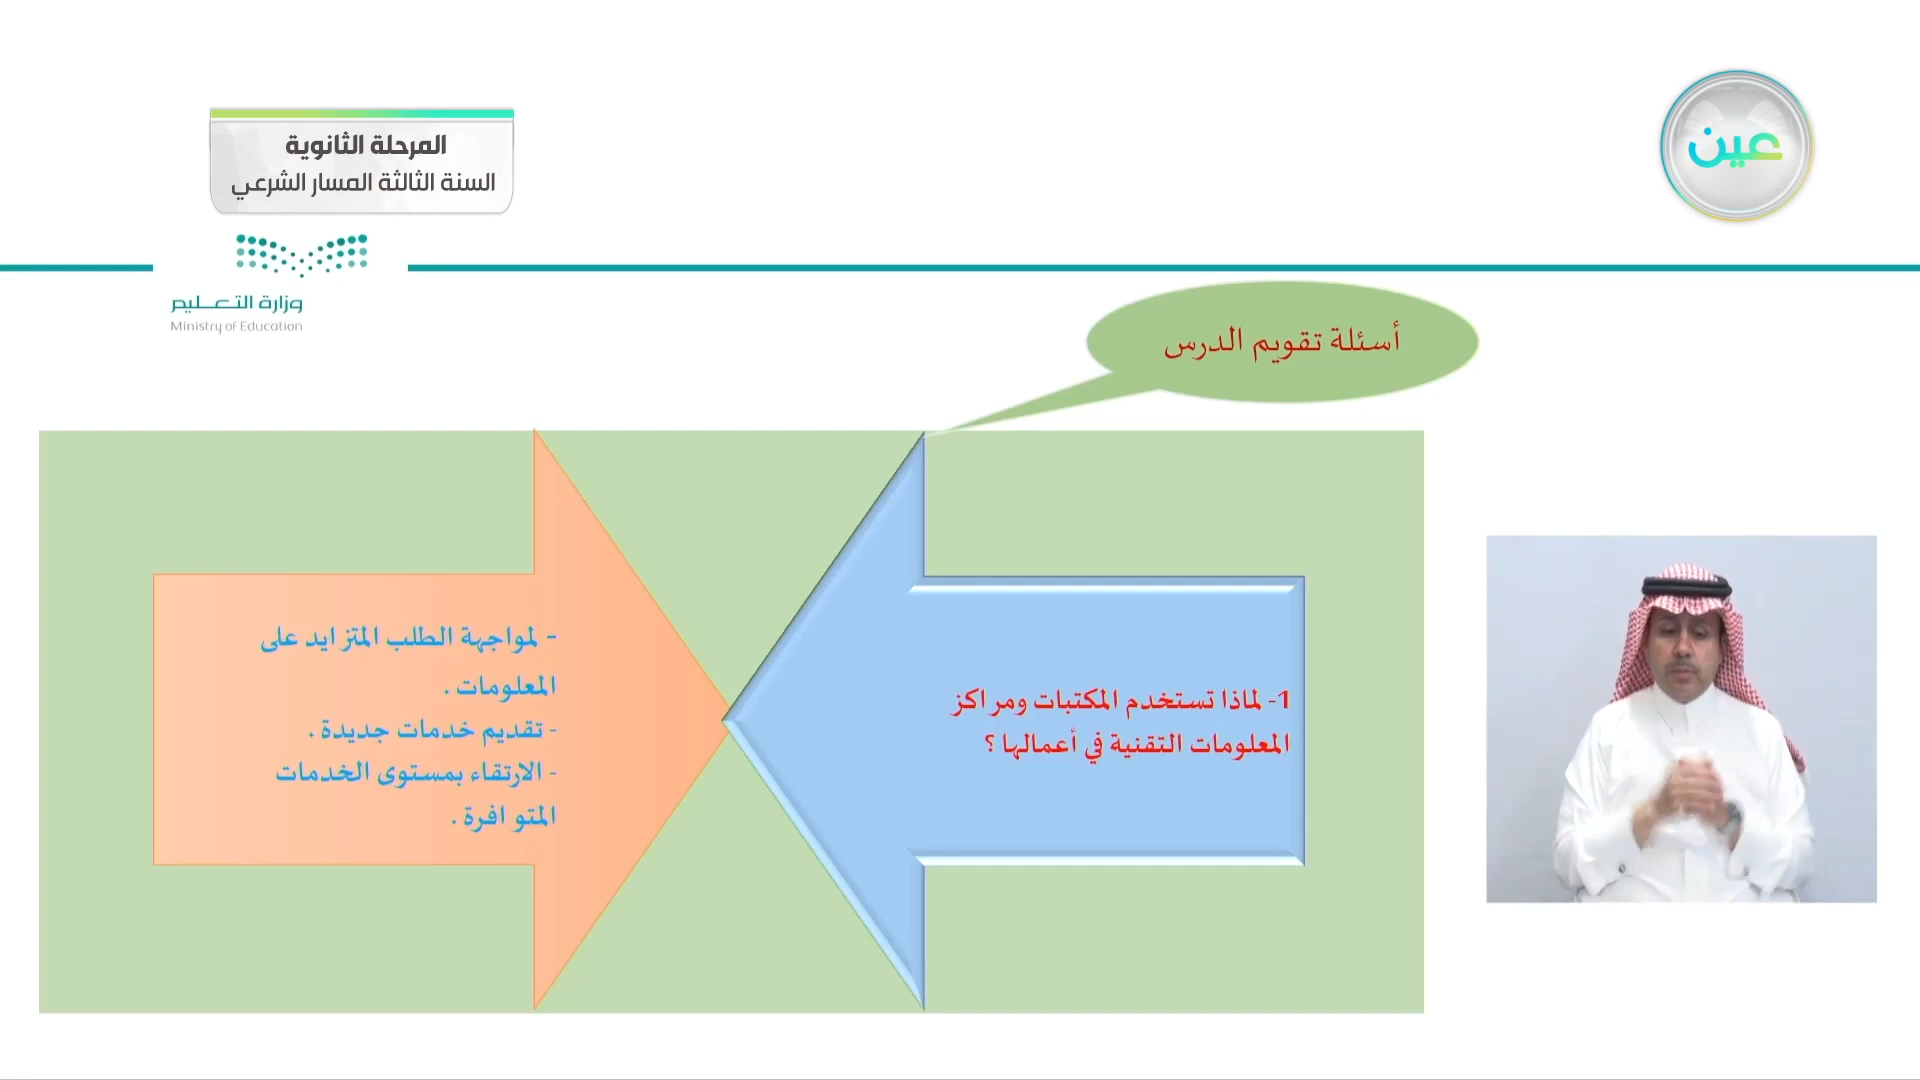 المرحلة الثانوية
السنة الثالثة المسار الشرعي
عين
وزارة التعليم
Ministry of Education
أسئلة تقويم الدرس
1- لماذا تستخدم المكتبات ومراكز
المعلومات التقنية في أعمالها ؟
- لمواجهة الطلب المتزايد على
المعلومات .
- تقديم خدمات جديدة .
- الارتقاء بمستوى الخدمات
المتوافرة .